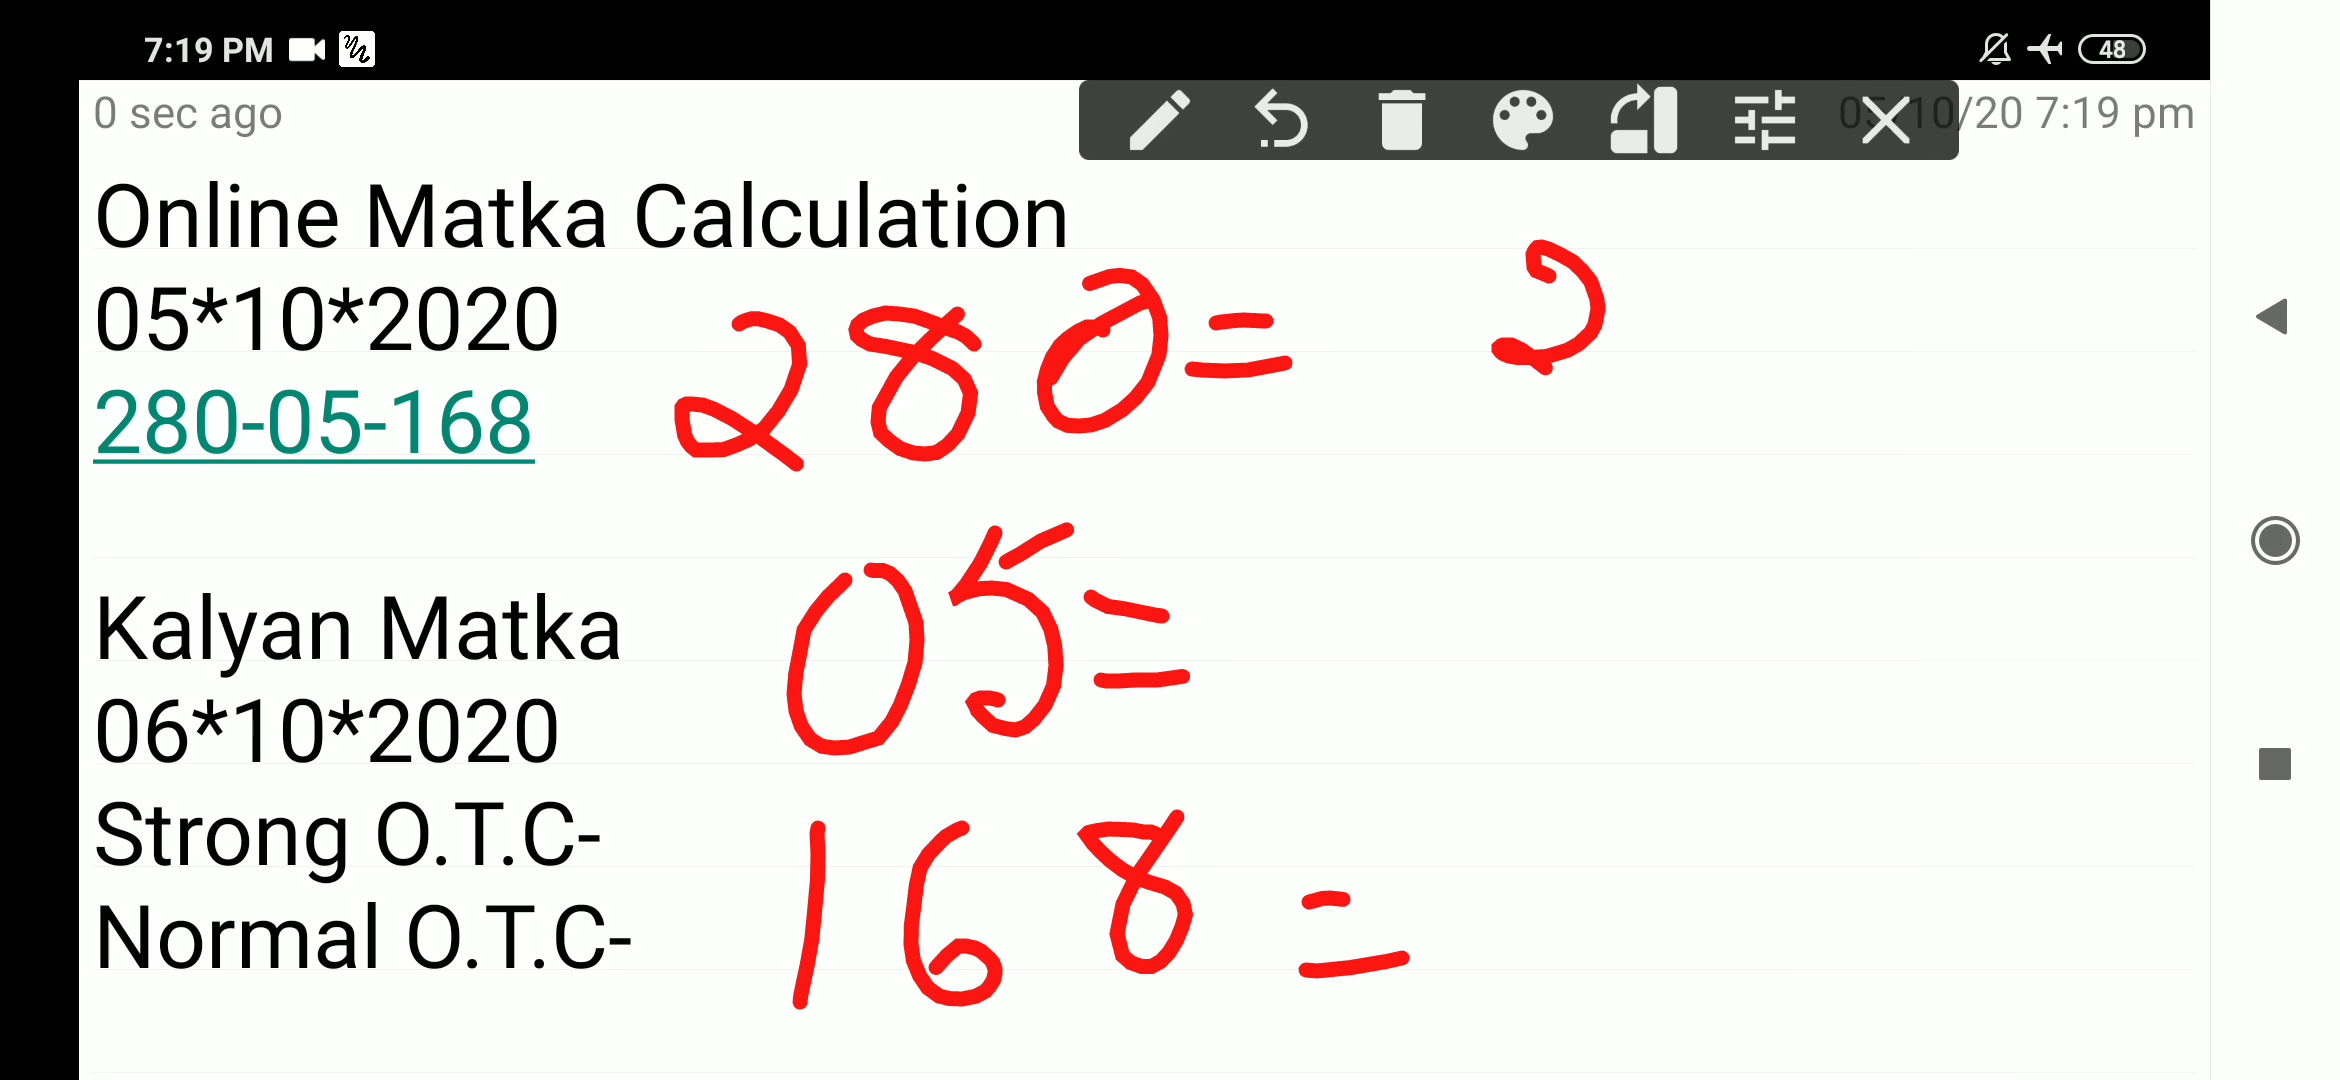 7:19 PM 48
0 sec ago /20 7:19 pm
Online Matka Calculation
05*10*2020
280= 2
280-05-168
05=
Kalyan Matka
06*10*2020
Strong O.T.C-
168=
Normal O.T.C-